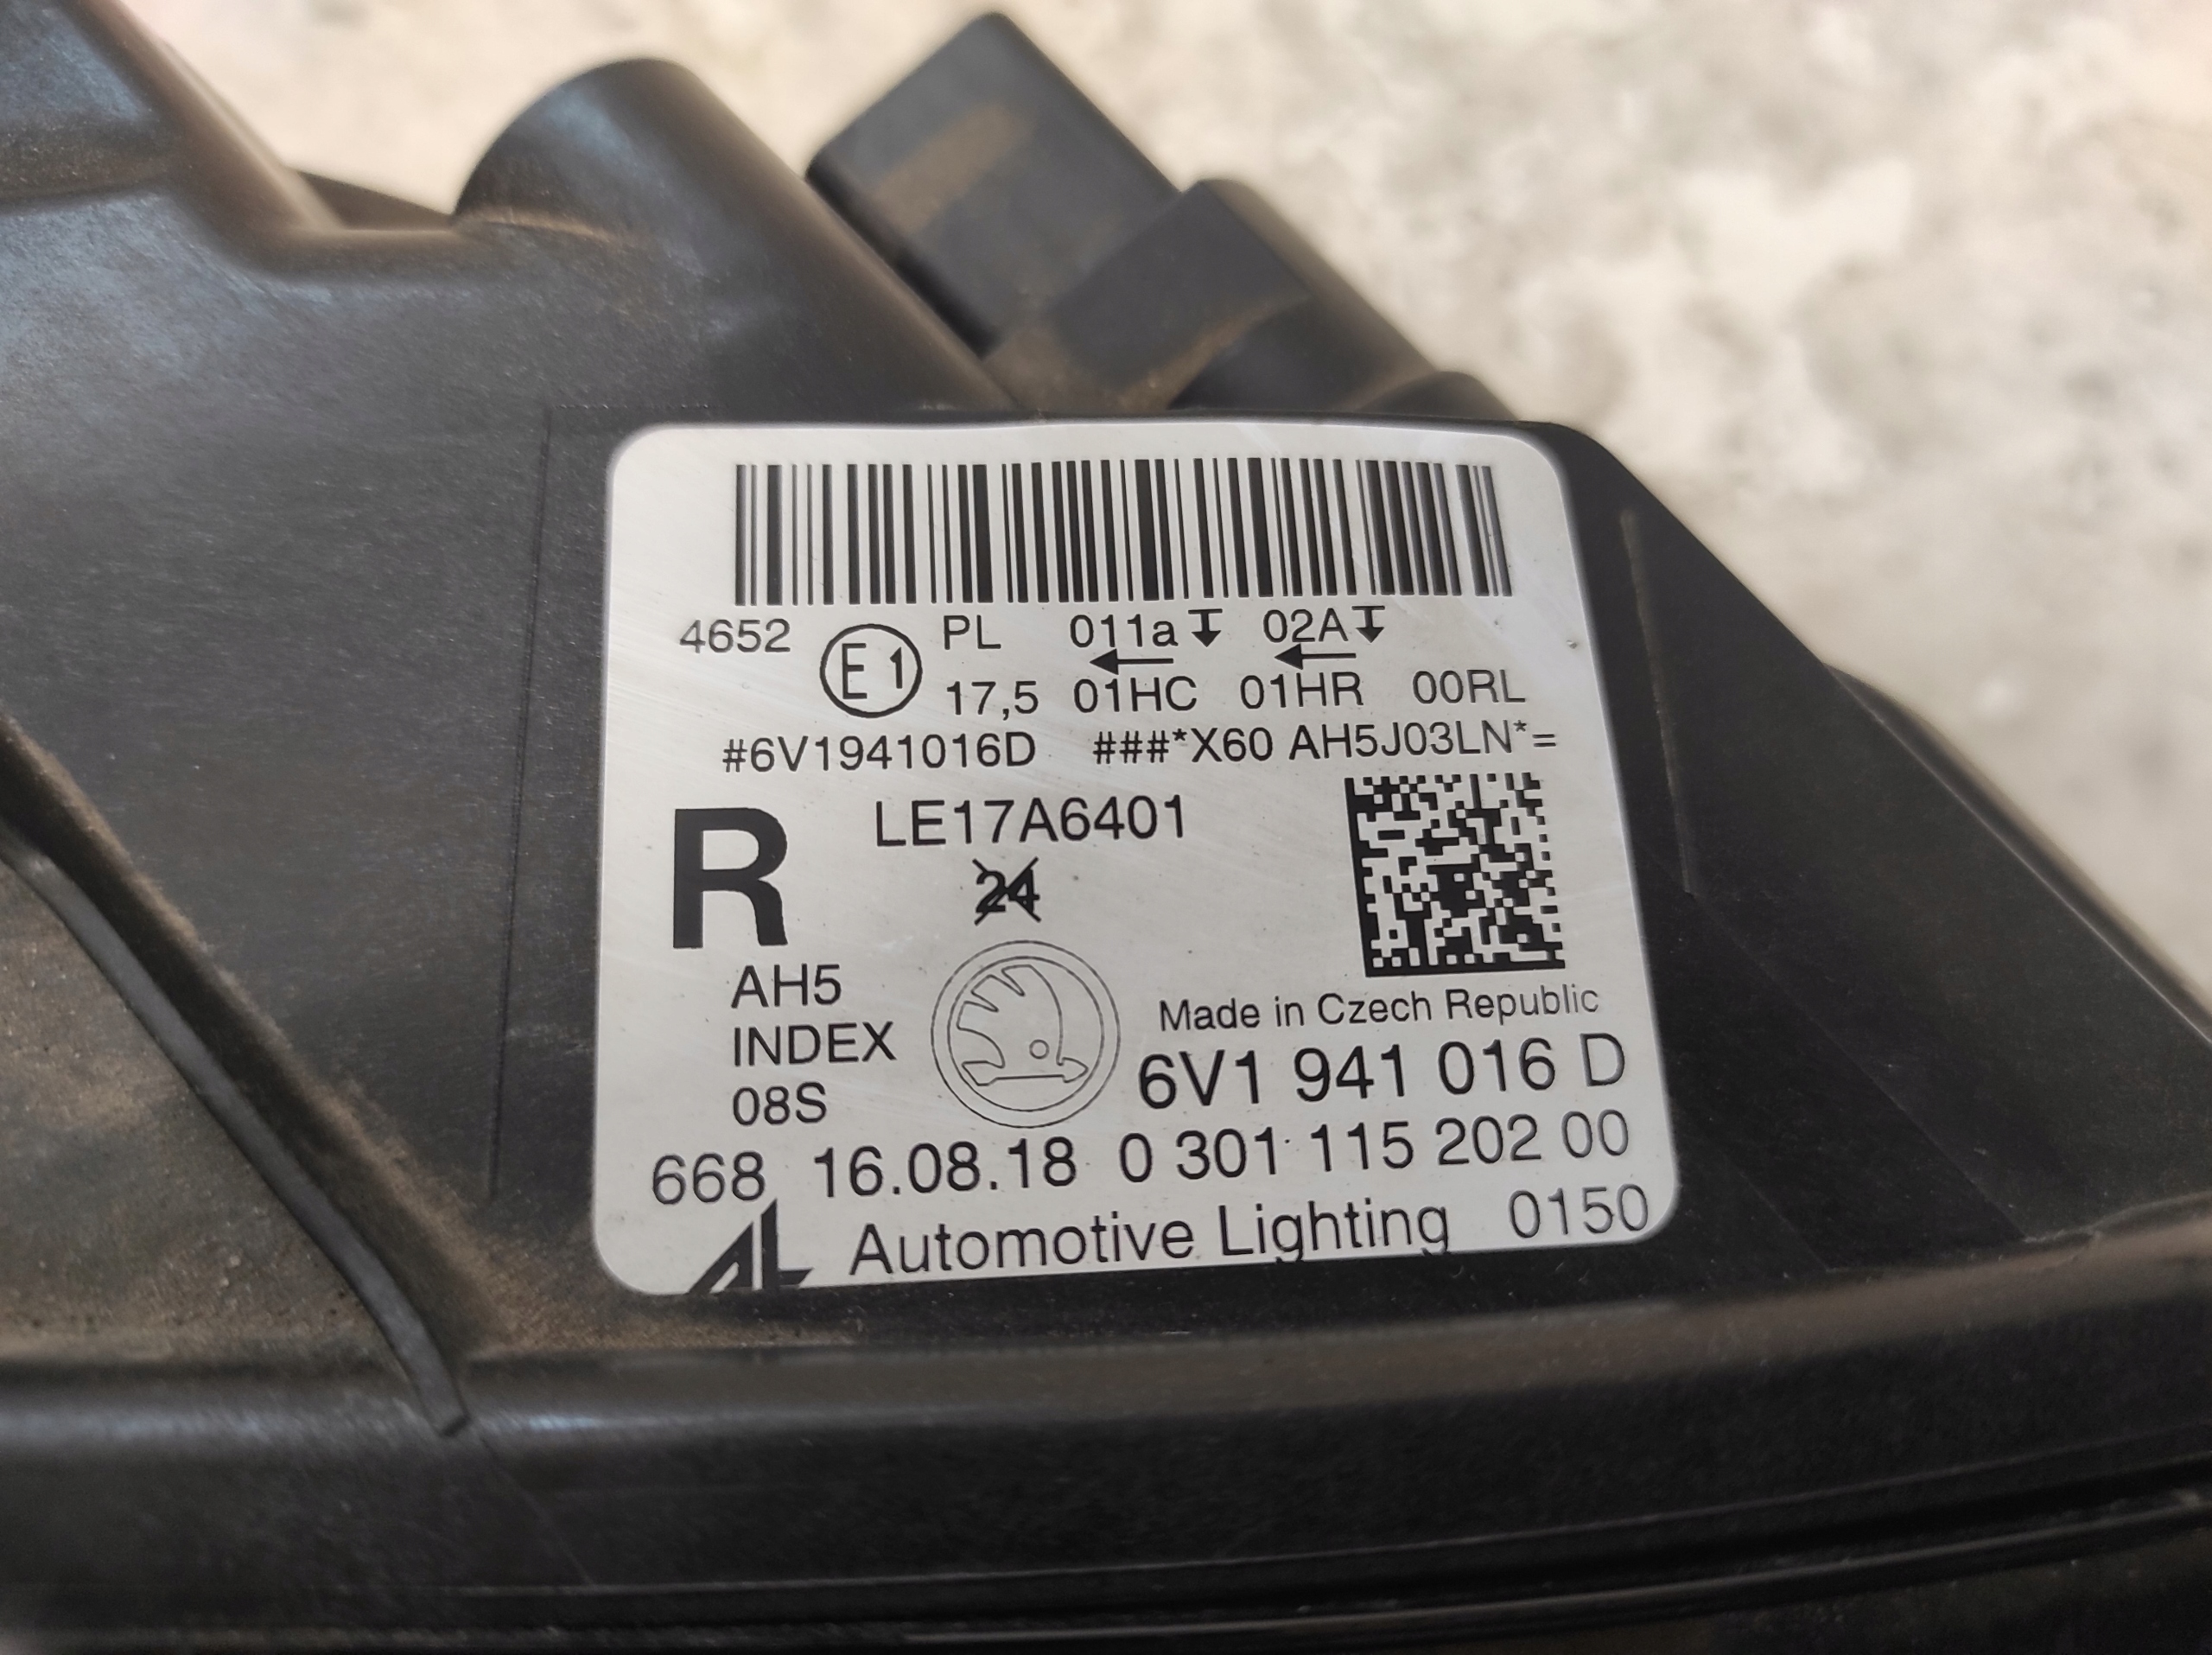 4652 E1 PL 011a 02A
17,5 01HC 01HR 00RL
#6V1941016D ###*X60 AH5J03LN*=
R LE17A6401
24
AH5
INDEX
08S
Made in Czech Republic
6V1 941 016 D
668 16.08.18 0 301 115 202 00
AL Automotive Lighting 0150